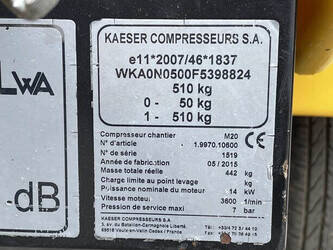 KAESER COMPRESSEURS S.A.
e11*2007/46*1837
WKA0N0500F5398824
510 kg
0 - 50 kg
1 - 510 kg
LWA
dB
Compresseur chantier M20
N° d'article 1.9970.10600
N° de série 1519
Année de fabrication 05 / 2015
Masse totale réelle 442 kg
Charge limite au point levage kg
Puissance nominale du moteur 14 kW
Vitesse moteur 3600 1/min
Pression de service maxi 7 bar
KAESER COMPRESSEURS S.A.